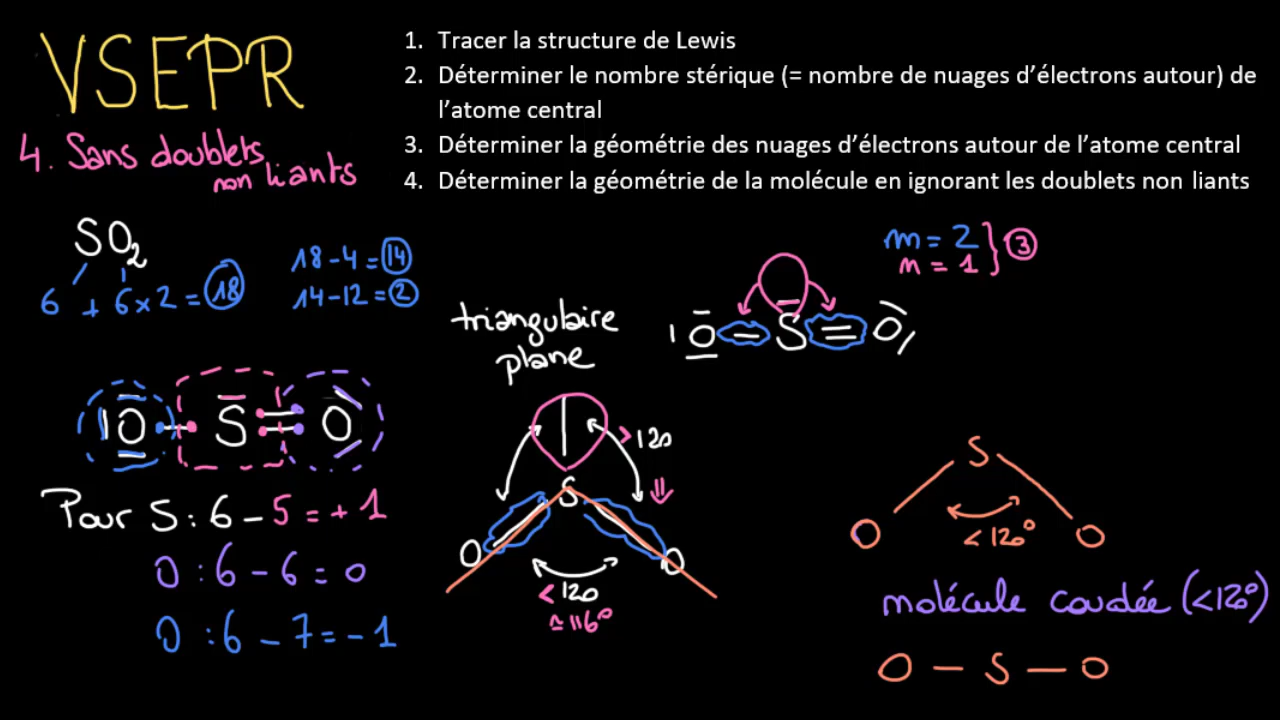 VSEPR
4. Sans doublets
non liants
1. Tracer la structure de Lewis
2. Déterminer le nombre stérique (= nombre de nuages d'électrons autour) de
l'atome central
3. Déterminer la géométrie des nuages d'électrons autour de l'atome central
4. Déterminer la géométrie de la molécule en ignorant les doublets non liants
SO2
6 + 6 x 2 = 18
18 - 4 = 14
14 - 12 = 2
O - S = O
Pour S : 6 - 5 = + 1
O : 6 - 6 = 0
O : 6 - 7 = - 1
triangulaire
plane
>120
S
O O
<120
≃116°
m = 2
n = 1
3
O = S = O
S
O O
<120°
molécule coudée (<120°)
O — S — O